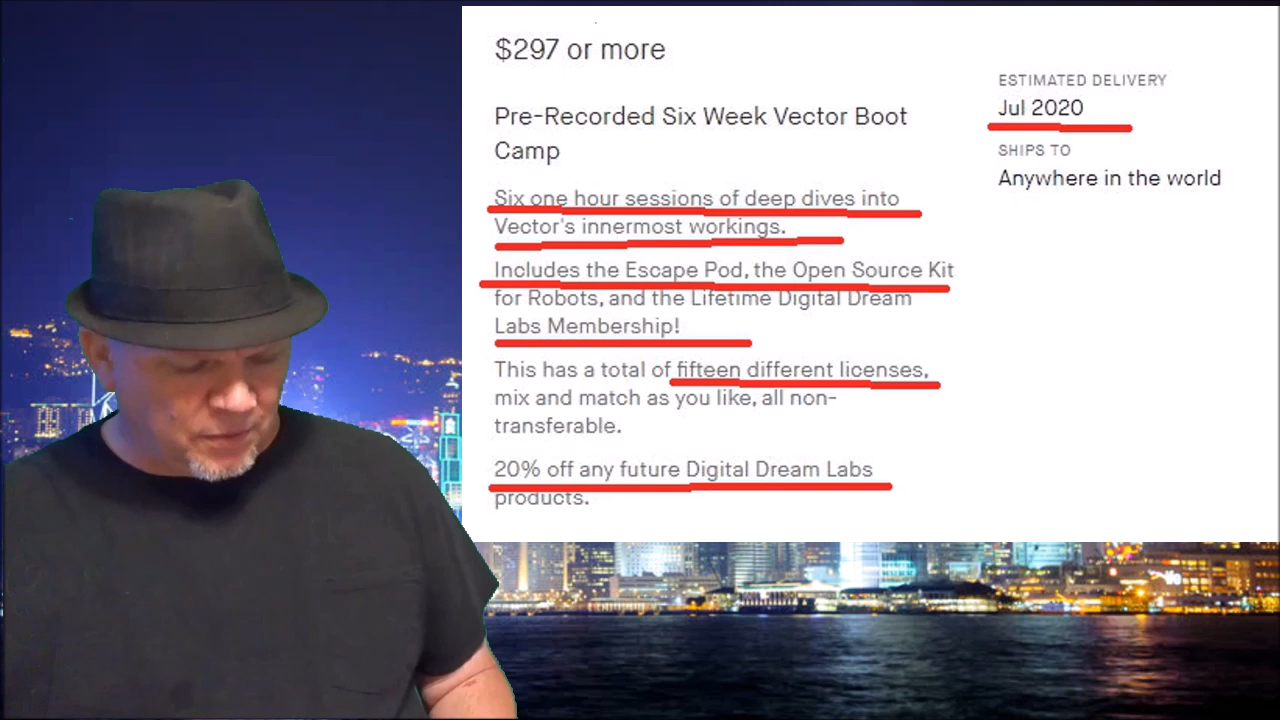 $297 or more
Pre-Recorded Six Week Vector Boot
Camp
Six one hour sessions of deep dives into
Vector's innermost workings.
Includes the Escape Pod, the Open Source Kit
for Robots, and the Lifetime Digital Dream
Labs Membership!
This has a total of fifteen different licenses,
mix and match as you like, all non-
transferable.
20% off any future Digital Dream Labs
products.
ESTIMATED DELIVERY
Jul 2020
SHIPS TO
Anywhere in the world